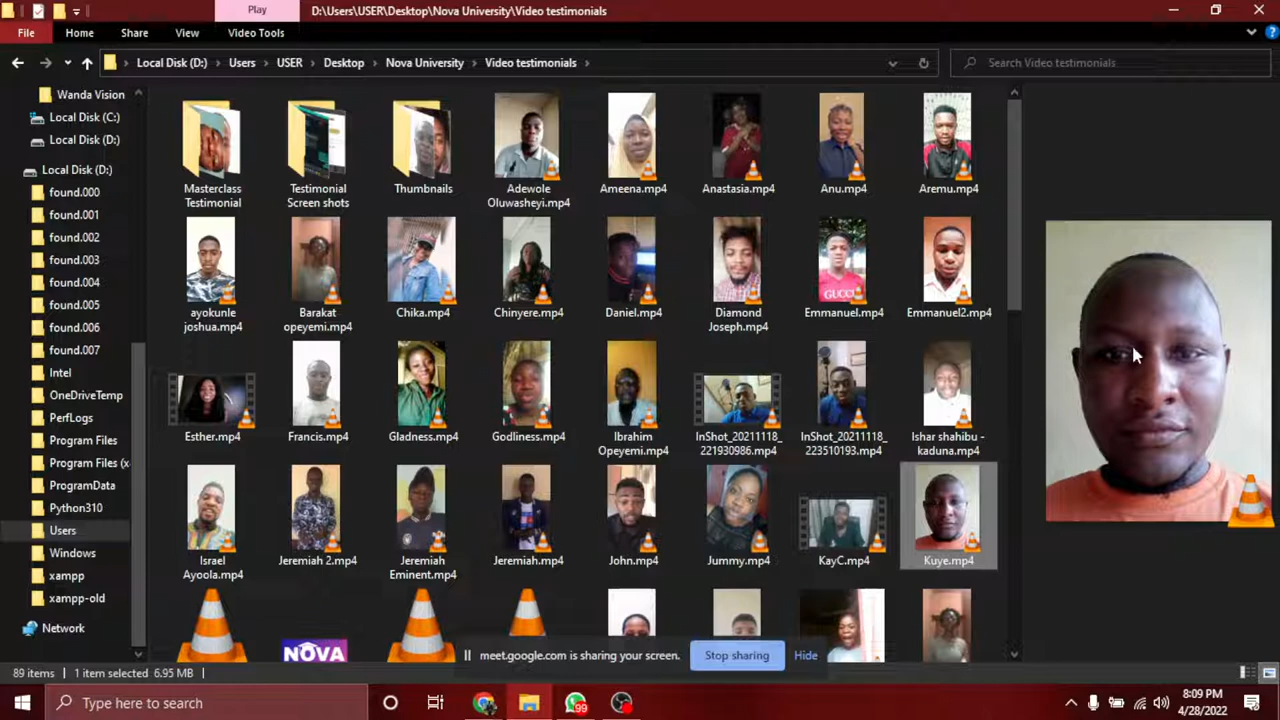 Play
D:\Users\USER\Desktop\Nova University\Video testimonials
File
Home
Share
View
Video Tools
Local Disk (D:)
Users
USER
Desktop
Nova University
Video testimonials
Search Video testimonials
Wanda Vision
Local Disk (C:)
Local Disk (D:)
Local Disk (D:)
found.000
found.001
found.002
found.003
found.004
found.005
found.006
found.007
Intel
OneDriveTemp
PerfLogs
Program Files
Program Files (x
ProgramData
Python310
Users
Windows
xampp
xampp-old
Network
Masterclass
Testimonial
Testimonial
Screen shots
Thumbnails
Adewole
Oluwasheyi.mp4
Ameena.mp4
Anastasia.mp4
Anu.mp4
Aremu.mp4
ayokunle
joshua.mp4
Barakat
opeyemi.mp4
Chika.mp4
Chinyere.mp4
Daniel.mp4
Diamond
Joseph.mp4
GUCCI
Emmanuel.mp4
Emmanuel2.mp4
Esther.mp4
Francis.mp4
Gladness.mp4
Godliness.mp4
Ibrahim
Opeyemi.mp4
InShot_20211118_
221930986.mp4
InShot_20211118_
223510193.mp4
Ishar shahibu -
kaduna.mp4
Israel
Ayoola.mp4
Jeremiah 2.mp4
Jeremiah
Eminent.mp4
Jeremiah.mp4
John.mp4
Jummy.mp4
KayC.mp4
Kuye.mp4
NOVA
meet.google.com is sharing your screen.
Stop sharing
Hide
89 items
1 item selected 6.95 MB
Type here to search
99
8:09 PM
4/28/2022